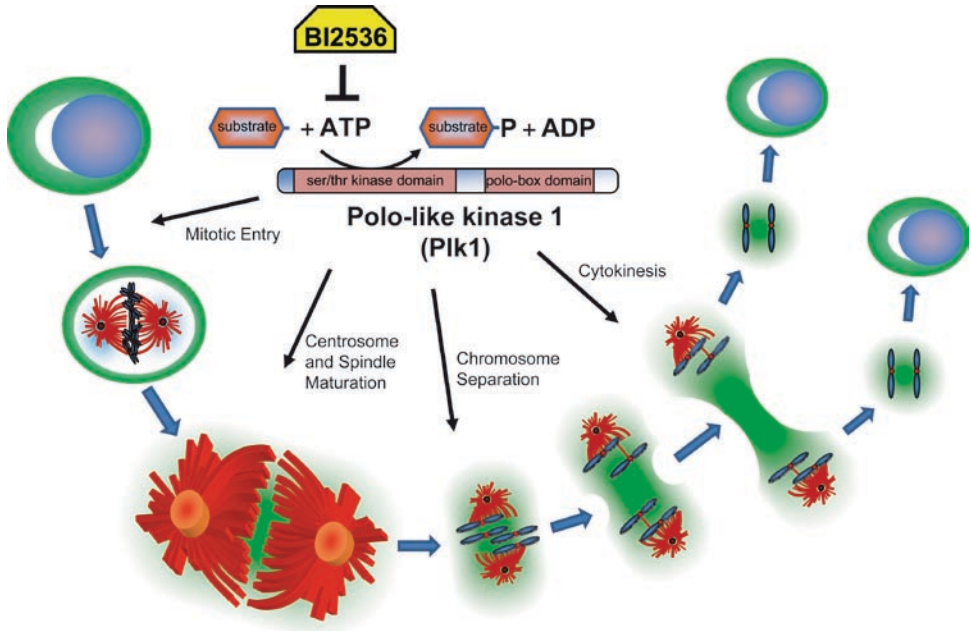 BI2536
substrate + ATP substrate -P + ADP
ser/thr kinase domain polo-box domain
Polo-like kinase 1
(Plk1)
Mitotic Entry
Cytokinesis
Centrosome
and Spindle
Maturation
Chromosome
Separation